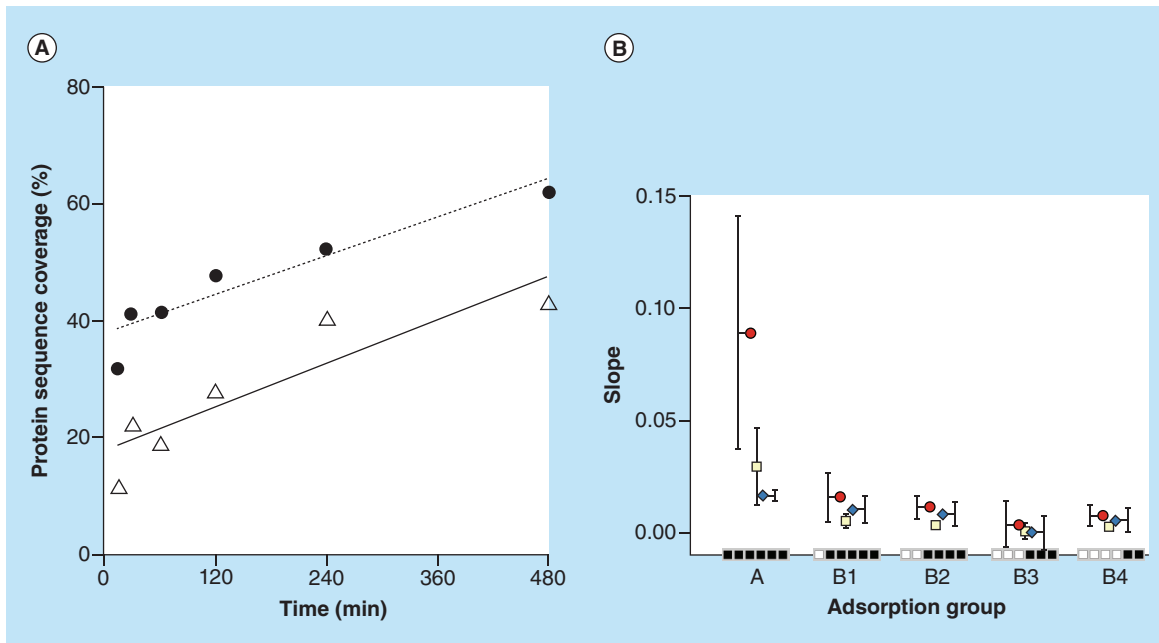 A
B
80
60
40
20
0
0 120 240 360 480
Protein sequence coverage (%)
Time (min)
0.15
0.10
0.05
0.00
Slope
A B1 B2 B3 B4
Adsorption group